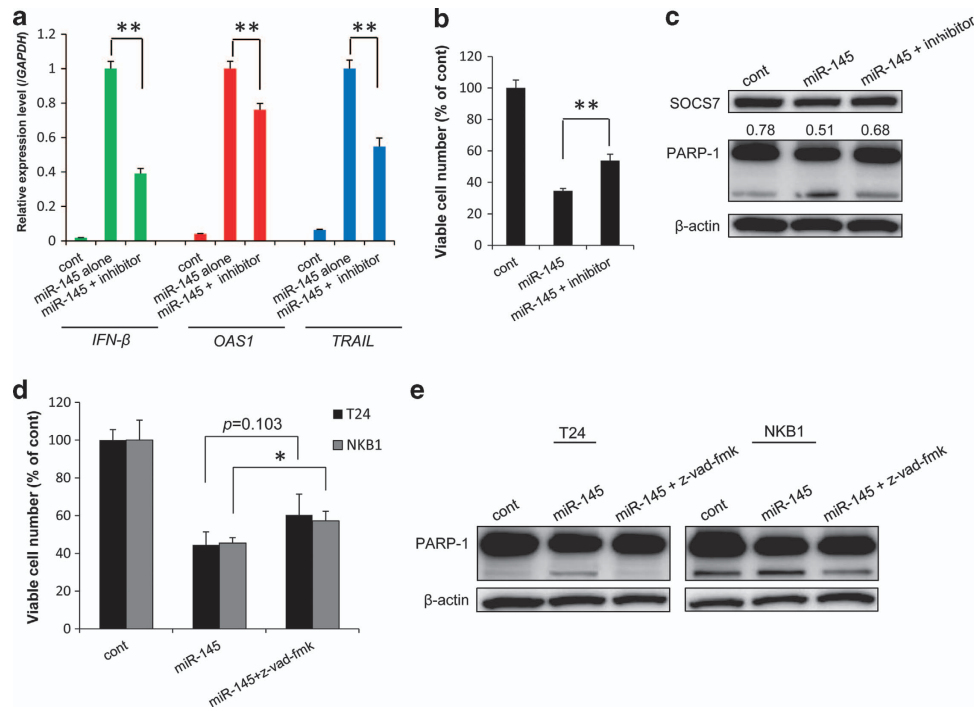 a
Relative expression level (/GAPDH)
1.2
1
0.8
0.6
0.4
0.2
0
**
**
**
cont
miR-145 alone
miR-145 + inhibitor
cont
miR-145 alone
miR-145 + inhibitor
cont
miR-145 alone
miR-145 + inhibitor
IFN-β
OAS1
TRAIL
b
Viable cell number (% of cont)
120
100
80
60
40
20
0
**
cont
miR-145
miR-145 + inhibitor
c
cont
miR-145
miR-145 + inhibitor
SOCS7
0.78 0.51 0.68
PARP-1
β-actin
d
Viable cell number (% of cont)
120
100
80
60
40
20
0
T24
NKB1
p=0.103
*
cont
miR-145
miR-145+z-vad-fmk
e
T24
NKB1
cont
miR-145
miR-145 + z-vad-fmk
cont
miR-145
miR-145 + z-vad-fmk
PARP-1
β-actin